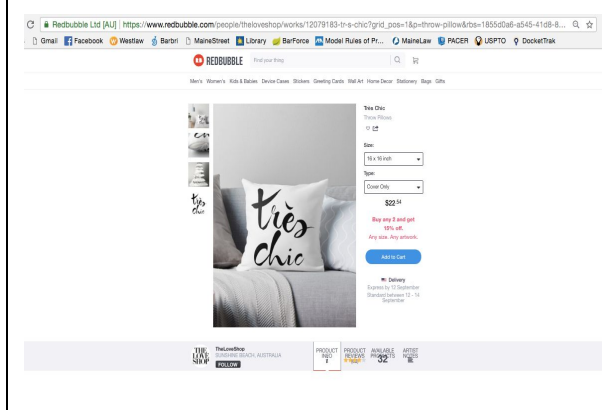 Redbubble Ltd [AU] | https://www.redbubble.com/people/theloveshop/works/12079183-tr-s-chic?grid_pos=1&p=throw-pillow&rbs=1855d0a6-a545-41d8-8...
Gmail Facebook Westlaw Barbri MaineStreet Library BarForce Model Rules of Pr... MaineLaw PACER USPTO DocketTrak
REDBUBBLE Find your thing
Men's Women's Kids & Babies Device Cases Stickers Greeting Cards Wall Art Home Decor Stationery Bags Gifts
Très Chic
Throw Pillows
Size:
16 x 16 inch
Type:
Cover Only
$22.54
Buy any 2 and get
15% off.
Any size. Any artwork.
Add to Cart
Delivery
Express by 12 September
Standard between 12 - 14
September
très
chic
très
chic
THE
LOVE
SHOP
TheLoveShop
SUNSHINE BEACH, AUSTRALIA
FOLLOW
PRODUCT
INFO
PRODUCT
REVIEWS
AVAILABLE
PRODUCTS
32
ARTIST
NOTES